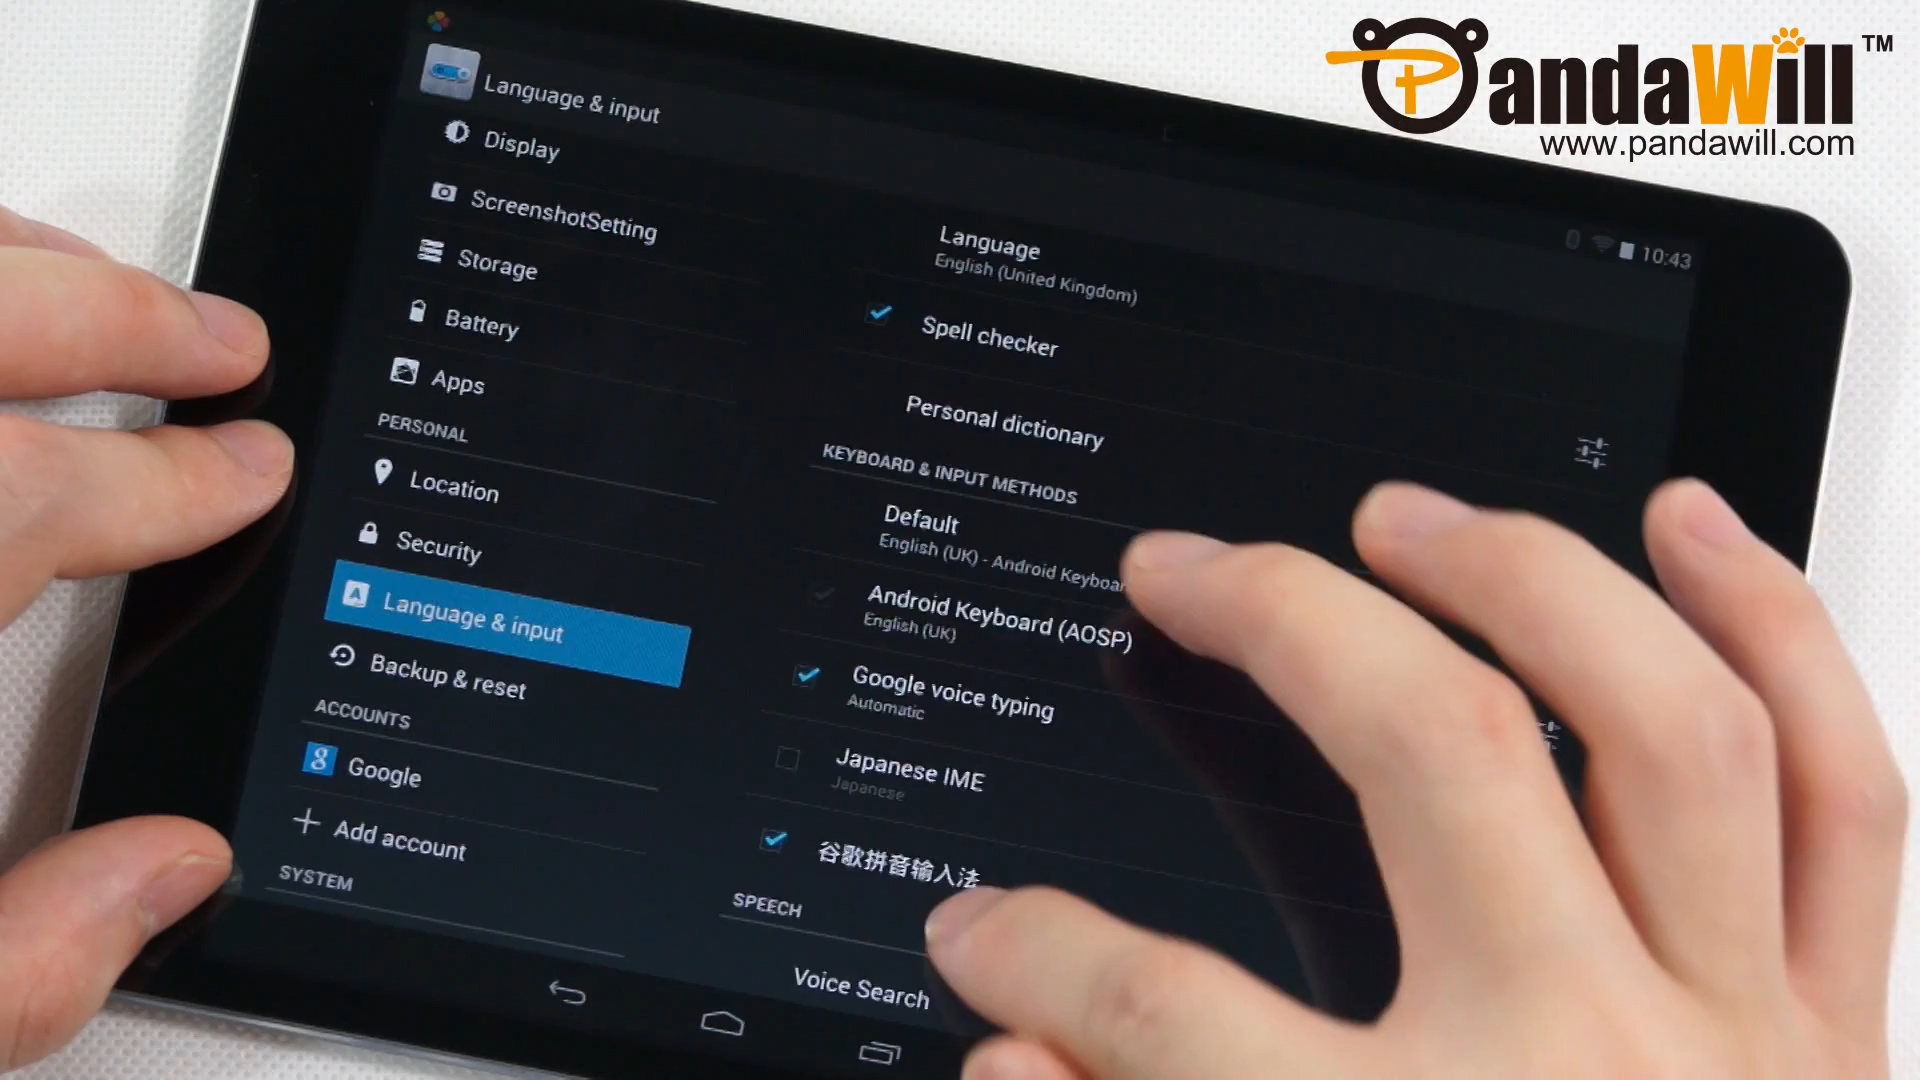 PandaWill™
www.pandawill.com
10:43
Language & input
Display
ScreenshotSetting
Storage
Battery
Apps
PERSONAL
Location
Security
A
Language & input
Backup & reset
ACCOUNTS
g
Google
Add account
SYSTEM
Language
English (United Kingdom)
Spell checker
Personal dictionary
KEYBOARD & INPUT METHODS
Default
English (UK) - Android Keyboar
Android Keyboard (AOSP)
English (UK)
Google voice typing
Automatic
Japanese IME
Japanese
谷歌拼音输入法
SPEECH
Voice Search